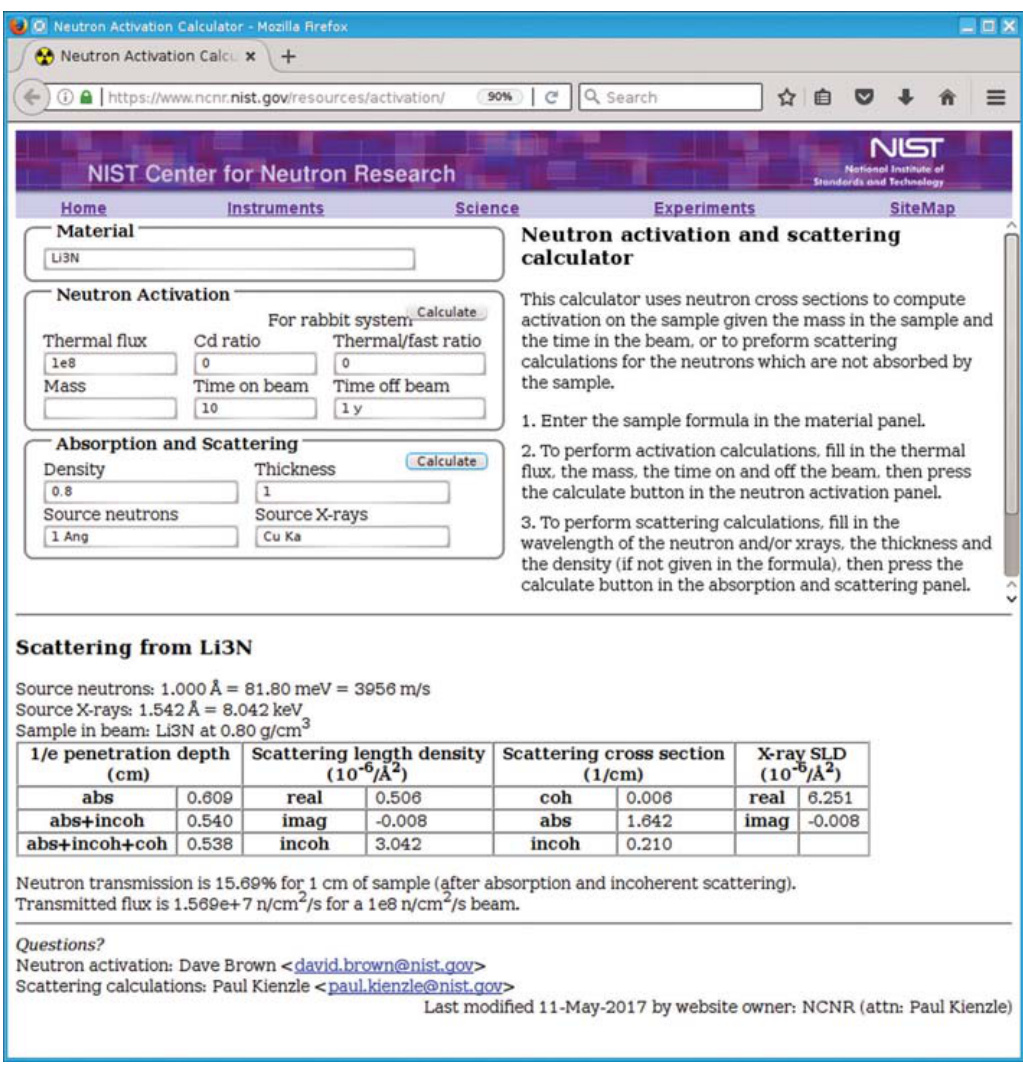 Neutron Activation Calculator - Mozilla Firefox
Neutron Activation Calcu
https://www.ncnr.nist.gov/resources/activation/ 90% Search
NIST Center for Neutron Research
NIST
National Institute of
Standards and Technology
Home Instruments Science Experiments SiteMap
Material
Li3N
Neutron Activation
For rabbit system Calculate
Thermal flux Cd ratio Thermal/fast ratio
1e8 0 0
Mass Time on beam Time off beam
10 1 y
Absorption and Scattering
Density Thickness Calculate
0.8 1
Source neutrons Source X-rays
1 Ang Cu Ka
Neutron activation and scattering
calculator
This calculator uses neutron cross sections to compute
activation on the sample given the mass in the sample and
the time in the beam, or to preform scattering
calculations for the neutrons which are not absorbed by
the sample.
1. Enter the sample formula in the material panel.
2. To perform activation calculations, fill in the thermal
flux, the mass, the time on and off the beam, then press
the calculate button in the neutron activation panel.
3. To perform scattering calculations, fill in the
wavelength of the neutron and/or xrays, the thickness and
the density (if not given in the formula), then press the
calculate button in the absorption and scattering panel.
Scattering from Li3N
Source neutrons: 1.000 Å = 81.80 meV = 3956 m/s
Source X-rays: 1.542 Å = 8.042 keV
Sample in beam: Li3N at 0.80 g/cm³
1/e penetration depth Scattering length density Scattering cross section X-ray SLD
(cm) (10⁻⁶/Å²) (1/cm) (10⁻⁶/Å²)
abs 0.609 real 0.506 coh 0.006 real 6.251
abs+incoh 0.540 imag -0.008 abs 1.642 imag -0.008
abs+incoh+coh 0.538 incoh 3.042 incoh 0.210
Neutron transmission is 15.69% for 1 cm of sample (after absorption and incoherent scattering).
Transmitted flux is 1.569e+7 n/cm²/s for a 1e8 n/cm²/s beam.
Questions?
Neutron activation: Dave Brown <david.brown@nist.gov>
Scattering calculations: Paul Kienzle <paul.kienzle@nist.gov>
Last modified 11-May-2017 by website owner: NCNR (attn: Paul Kienzle)